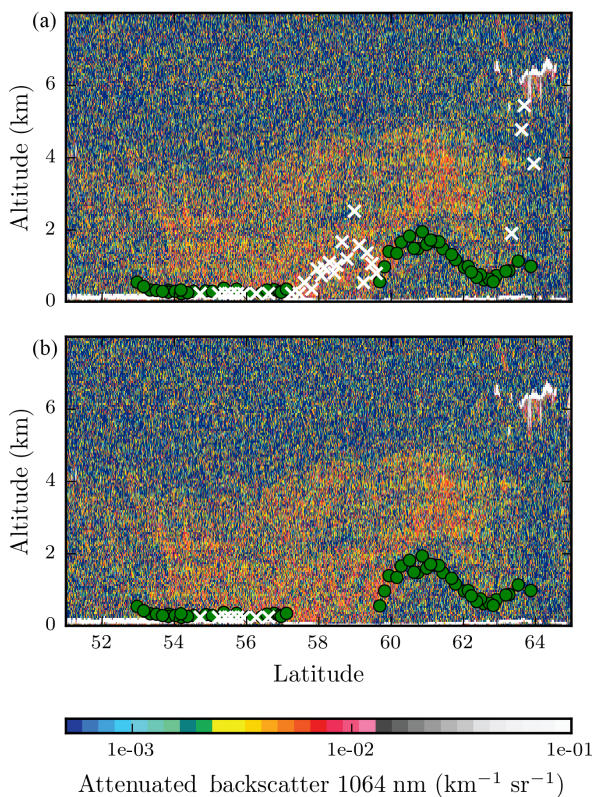 (a)
6
4
2
0
Altitude (km)
(b)
6
4
2
0
Altitude (km)
52 54 56 58 60 62 64
Latitude
1e-03 1e-02 1e-01
Attenuated backscatter 1064 nm (km⁻¹ sr⁻¹)